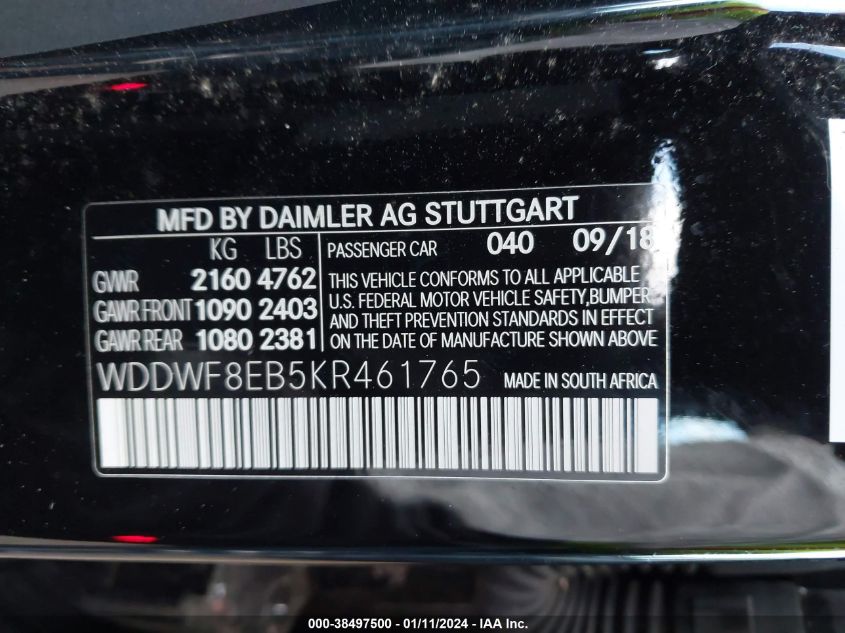 MFD BY DAIMLER AG STUTTGART
KG LBS PASSENGER CAR 040 09/18
GVWR 2160 4762 THIS VEHICLE CONFORMS TO ALL APPLICABLE
GAWR FRONT 1090 2403 U.S. FEDERAL MOTOR VEHICLE SAFETY,BUMPER
GAWR REAR 1080 2381 AND THEFT PREVENTION STANDARDS IN EFFECT
ON THE DATE OF MANUFACTURE SHOWN ABOVE
WDDWF8EB5KR461765 MADE IN SOUTH AFRICA
000-38497500 - 01/11/2024 - IAA Inc.